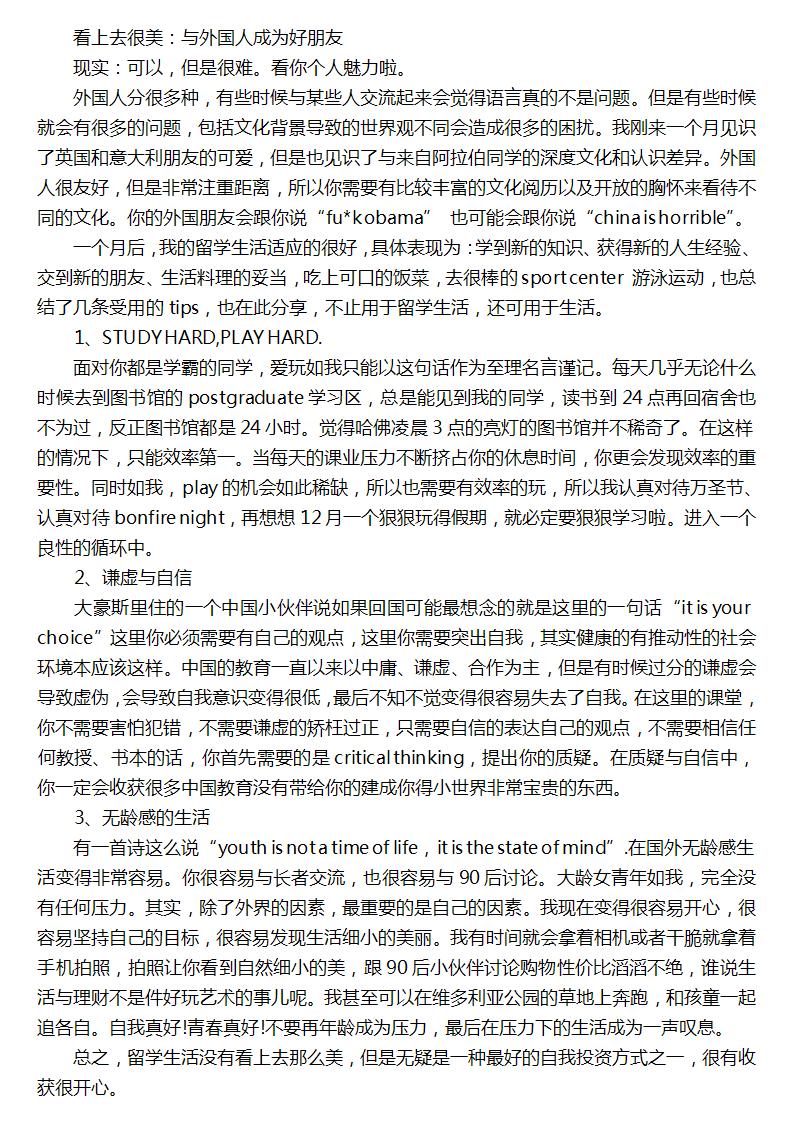 看上去很美：与外国人成为好朋友
现实：可以，但是很难。看你个人魅力啦。
外国人分很多种，有些时候与某些人交流起来会觉得语言真的不是问题。但是有些时候
就会有很多的问题，包括文化背景导致的世界观不同会造成很多的困扰。我刚来一个月见识
了英国和意大利朋友的可爱，但是也见识了与来自阿拉伯同学的深度文化和认识差异。外国
人很友好，但是非常注重距离，所以你需要有比较丰富的文化阅历以及开放的胸怀来看待不
同的文化。你的外国朋友会跟你说“fu*k obama” 也可能会跟你说“china is horrible”。
一个月后，我的留学生活适应的很好，具体表现为：学到新的知识、获得新的人生经验、
交到新的朋友、生活料理的妥当，吃上可口的饭菜，去很棒的 sport center 游泳运动，也总
结了几条受用的 tips，也在此分享，不止用于留学生活，还可用于生活。
1、STUDY HARD,PLAY HARD.
面对你都是学霸的同学，爱玩如我只能以这句话作为至理名言谨记。每天几乎无论什么
时候去到图书馆的 postgraduate 学习区，总是能见到我的同学，读书到 24 点再回宿舍也
不为过，反正图书馆都是 24 小时。觉得哈佛凌晨 3 点的亮灯的图书馆并不稀奇了。在这样
的情况下，只能效率第一。当每天的课业压力不断挤占你的休息时间，你更会发现效率的重
要性。同时如我，play 的机会如此稀缺，所以也需要有效率的玩，所以我认真对待万圣节、
认真对待 bonfire night，再想想 12 月一个狠狠玩得假期，就必定要狠狠学习啦。进入一个
良性的循环中。
2、谦虚与自信
大豪斯里住的一个中国小伙伴说如果回国可能最想念的就是这里的一句话“it is your
choice”这里你必须需要有自己的观点，这里你需要突出自我，其实健康的有推动性的社会
环境本应该这样。中国的教育一直以来以中庸、谦虚、合作为主，但是有时候过分的谦虚会
导致虚伪，会导致自我意识变得很低，最后不知不觉变得很容易失去了自我。在这里的课堂，
你不需要害怕犯错，不需要谦虚的矫枉过正，只需要自信的表达自己的观点，不需要相信任
何教授、书本的话，你首先需要的是 critical thinking，提出你的质疑。在质疑与自信中，
你一定会收获很多中国教育没有带给你的建成你得小世界非常宝贵的东西。
3、无龄感的生活
有一首诗这么说“youth is not a time of life，it is the state of mind”.在国外无龄感生
活变得非常容易。你很容易与长者交流，也很容易与 90 后讨论。大龄女青年如我，完全没
有任何压力。其实，除了外界的因素，最重要的是自己的因素。我现在变得很容易开心，很
容易坚持自己的目标，很容易发现生活细小的美丽。我有时间就会拿着相机或者干脆就拿着
手机拍照，拍照让你看到自然细小的美，跟 90 后小伙伴讨论购物性价比滔滔不绝，谁说生
活与理财不是件好玩艺术的事儿呢。我甚至可以在维多利亚公园的草地上奔跑，和孩童一起
追各自。自我真好!青春真好!不要再年龄成为压力，最后在压力下的生活成为一声叹息。
总之，留学生活没有看上去那么美，但是无疑是一种最好的自我投资方式之一，很有收
获很开心。